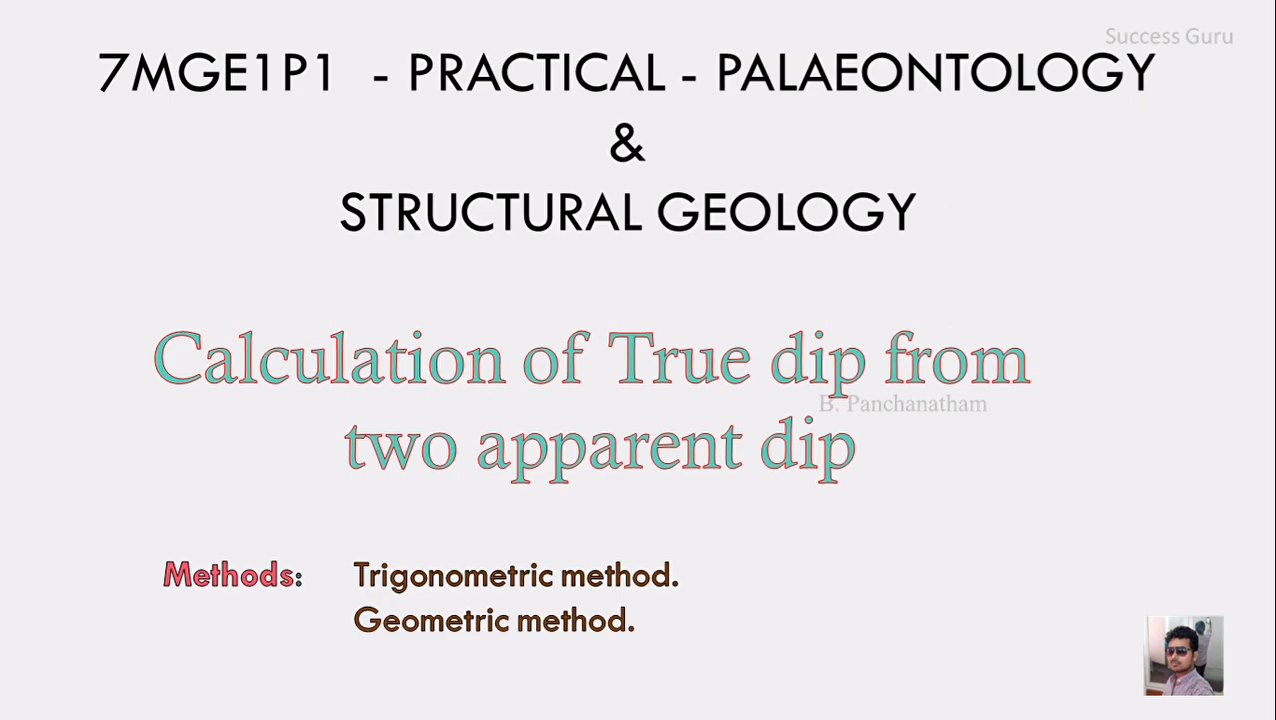 Success Guru
7MGE1P1 - PRACTICAL - PALAEONTOLOGY
&
STRUCTURAL GEOLOGY
Calculation of True dip from
B. Panchanatham
two apparent dip
Methods: Trigonometric method.
Geometric method.